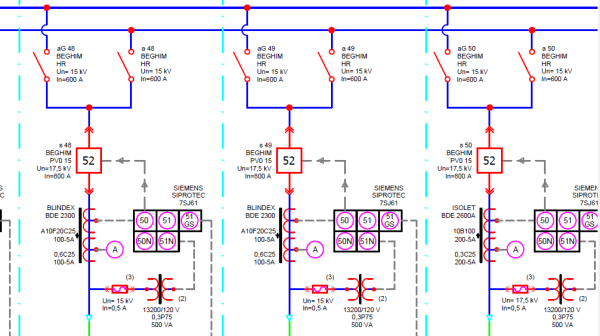 aG 48
BEGHIM
HR
Un= 15 kV
In=600 A
a 48
BEGHIM
HR
Un= 15 kV
In=600 A
aG 49
BEGHIM
HR
Un= 15 kV
In=600 A
a 49
BEGHIM
HR
Un= 15 kV
In=600 A
aG 50
BEGHIM
HR
Un= 15 kV
In=600 A
a 50
BEGHIM
HR
Un= 15 kV
In=600 A
s 48
BEGHIM
PV0 15
Un=17,5 kV
In=800 A
52
s 49
BEGHIM
PV0 15
Un=17,5 kV
In=800 A
52
s 50
BEGHIM
PV0 15
Un=17,5 kV
In=800 A
52
SIEMENS
SIPROTEC
7SJ61
SIEMENS
SIPROTEC
7SJ61
SIEMEN
SIPROTE
7SJ61
BLINDEX
BDE 2300
A10F20C25
100-5A
0,6C25
100-5A
50
51
51
GS
50N
51N
A
BLINDEX
BDE 2300
A10F20C25
100-5A
0,6C25
100-5A
50
51
51
GS
50N
51N
A
ISOLET
BDE 2600A
10B100
200-5A
0,3C25
200-5A
50
51
51
GS
50N
51N
A
(3)
Un= 15 kV
In=0,5 A
(2)
13200/120 V
0,3P75
500 VA
(3)
Un= 15 kV
In=0,5 A
(2)
13200/120 V
0,3P75
500 VA
(3)
Un= 17,5 kV
In=0,5 A
(2)
13200/120 V
0,3P75
500 VA